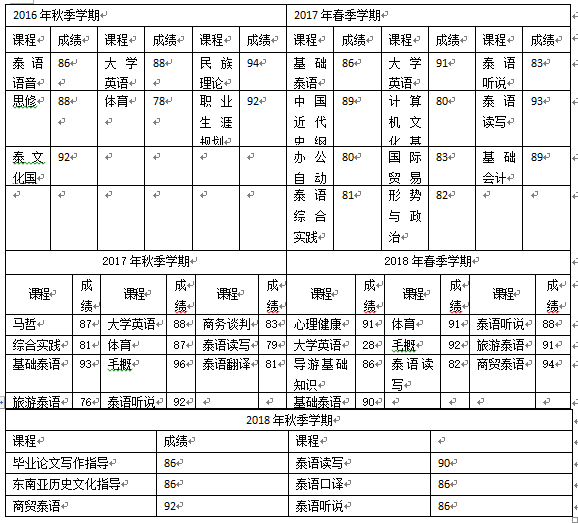 2016 年秋季学期 2017 年春季学期
课程 成绩 课程 成绩 课程 成绩 课程 成绩 课程 成绩 课程 成绩
泰语 86 大学 88 民族 94 基础 86 大学 91 泰语 83
语音 英语 理论 泰语 英语 听说
思修 88 体育 78 职业 92 中国 89 计算 80 泰语 93
生涯 近代 机文 读写
规划 史纲 化基
泰文 92 办公 80 国际 83 基础 89
化国 自动 贸易 会计
泰语 81 形势 82
综合 与政
实践 治
2017 年秋季学期 2018 年春季学期
课程 成绩 课程 成绩 课程 成绩 课程 成绩 课程 成绩 课程 成绩
马哲 87 大学英语 88 商务谈判 83 心理健康 91 体育 91 泰语听说 88
综合实践 81 体育 87 泰语读写 79 大学英语 28 毛概 92 旅游泰语 91
基础泰语 93 毛概 96 泰语翻译 81 导游基础 86 泰语读 82 商贸泰语 94
知识 写
旅游泰语 76 泰语听说 92 基础泰语 90
2018 年秋季学期
课程 成绩 课程
毕业论文写作指导 86 泰语读写 90
东南亚历史文化指导 86 泰语口译 86
商贸泰语 92 泰语听说 86